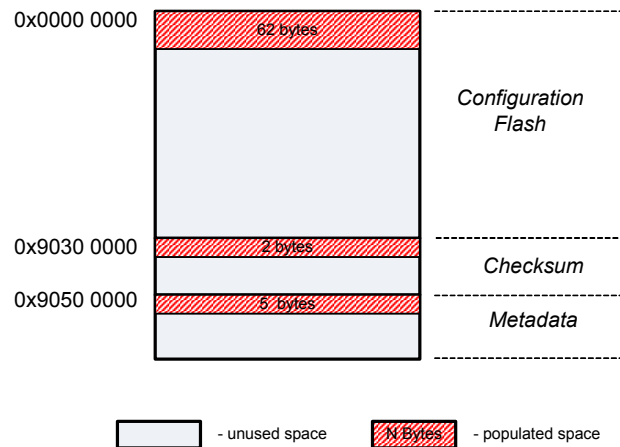 0x0000 0000
62 bytes
Configuration
Flash
0x9030 0000
2 bytes
Checksum
0x9050 0000
5 bytes
Metadata
- unused space
N Bytes
- populated space